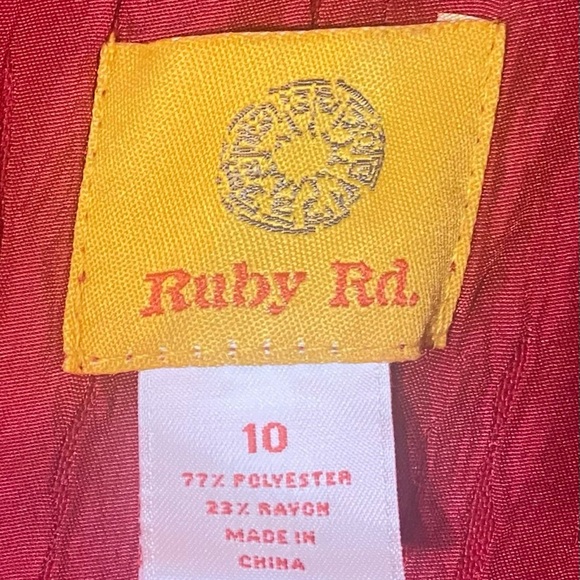 Ruby Rd.
10
77% POLYESTER
23% RAYON
MADE IN
CHINA